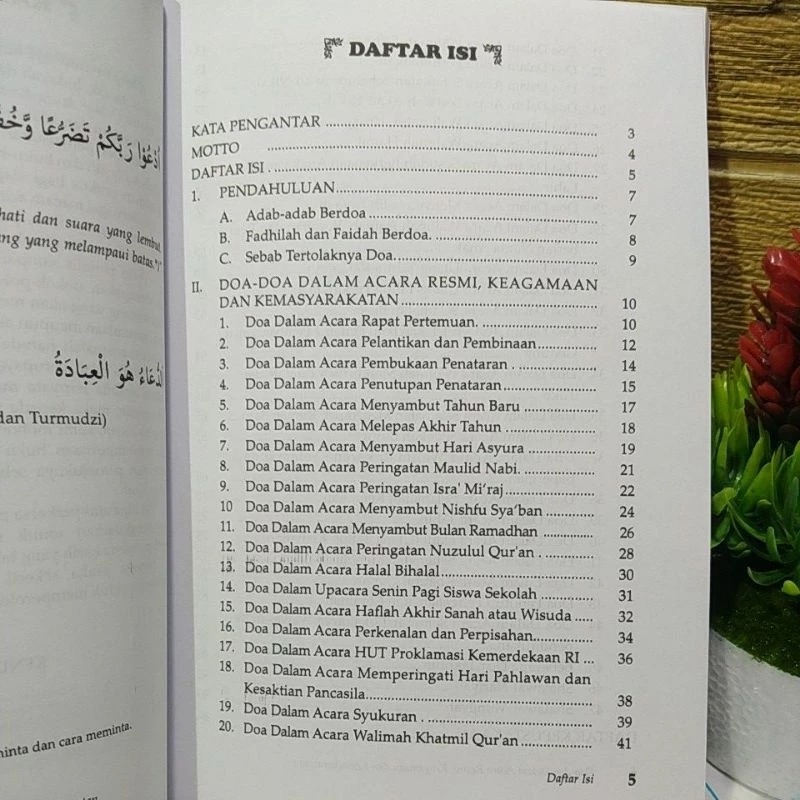 ادْعُوْا رَبَّكُمْ تَضَرُّعًا
hati dan suara yang lembut,
yang melampaui batas."
الدُّعَاءُ هُوَ الْعِبَادَةُ
dan Turmudzi)
minta dan cara meminta.
DAFTAR ISI
KATA PENGANTAR ........ 3
MOTTO ........ 4
DAFTAR ISI ........ 5
I. PENDAHULUAN ........ 7
A. Adab-adab Berdoa ........ 7
B. Fadhilah dan Faidah Berdoa. ........ 8
C. Sebab Tertolaknya Doa ........ 9
II. DOA-DOA DALAM ACARA RESMI, KEAGAMAAN
DAN KEMASYARAKATAN ........ 10
1. Doa Dalam Acara Rapat Pertemuan. ........ 10
2. Doa Dalam Acara Pelantikan dan Pembinaan ........ 12
3. Doa Dalam Acara Pembukaan Penataran . ........ 14
4. Doa Dalam Acara Penutupan Penataran ........ 15
5. Doa Dalam Acara Menyambut Tahun Baru ........ 17
6. Doa Dalam Acara Melepas Akhir Tahun ........ 18
7. Doa Dalam Acara Menyambut Hari Asyura ........ 19
8. Doa Dalam Acara Peringatan Maulid Nabi. ........ 21
9. Doa Dalam Acara Peringatan Isra' Mi'raj ........ 22
10 Doa Dalam Acara Menyambut Nishfu Sya'ban ........ 24
11. Doa Dalam Acara Menyambut Bulan Ramadhan ........ 26
12. Doa Dalam Acara Peringatan Nuzulul Qur'an . ........ 28
13. Doa Dalam Acara Halal Bihalal ........ 30
14. Doa Dalam Upacara Senin Pagi Siswa Sekolah ........ 31
15. Doa Dalam Acara Haflah Akhir Sanah atau Wisuda ..... 32
16. Doa Dalam Acara Perkenalan dan Perpisahan ........ 34
17. Doa Dalam Acara HUT Proklamasi Kemerdekaan RI ... 36
18. Doa Dalam Acara Memperingati Hari Pahlawan dan
Kesaktian Pancasila ........ 38
19. Doa Dalam Acara Syukuran . ........ 39
20. Doa Dalam Acara Walimah Khatmil Qur'an ........ 41
Daftar Isi 5